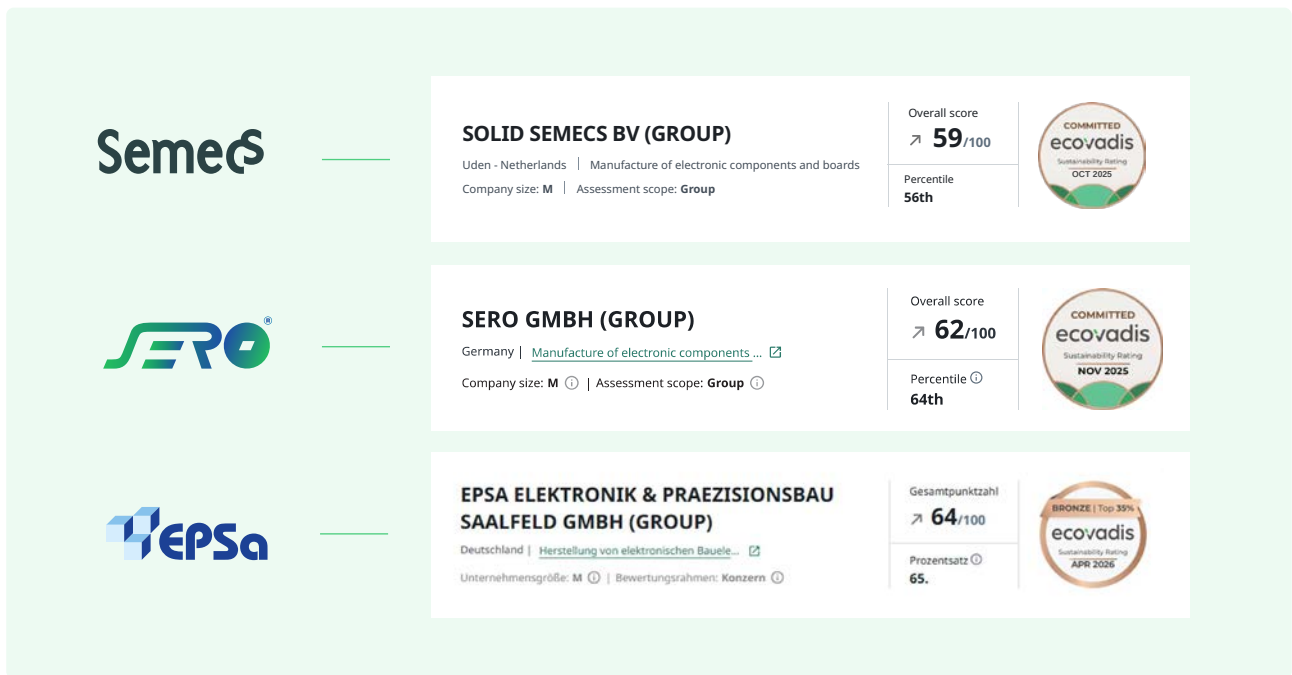 Semecs
SOLID SEMECS BV (GROUP)
Uden - Netherlands | Manufacture of electronic components and boards
Company size: M | Assessment scope: Group
Overall score
59/100
Percentile
56th
COMMITTED
ecovadis
Sustainability Rating
OCT 2025
SERO®
SERO GMBH (GROUP)
Germany | Manufacture of electronic components ...
Company size: M | Assessment scope: Group
Overall score
62/100
Percentile
64th
COMMITTED
ecovadis
Sustainability Rating
NOV 2025
EPSa
EPSA ELEKTRONIK & PRAEZISIONSBAU
SAALFELD GMBH (GROUP)
Deutschland | Herstellung von elektronischen Bauele...
Unternehmensgröße: M | Bewertungsrahmen: Konzern
Gesamtpunktzahl
64/100
Prozentsatz
65.
BRONZE | Top 35%
ecovadis
Sustainability Rating
APR 2026